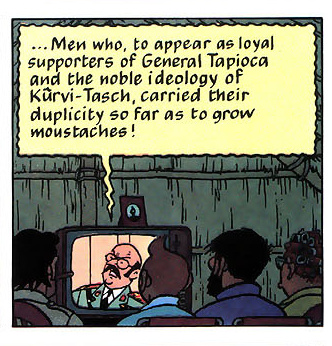 ...Men who, to appear as loyal
supporters of General Tapioca
and the noble ideology of
Kûrvi-Tasch, carried their
duplicity so far as to grow
moustaches!